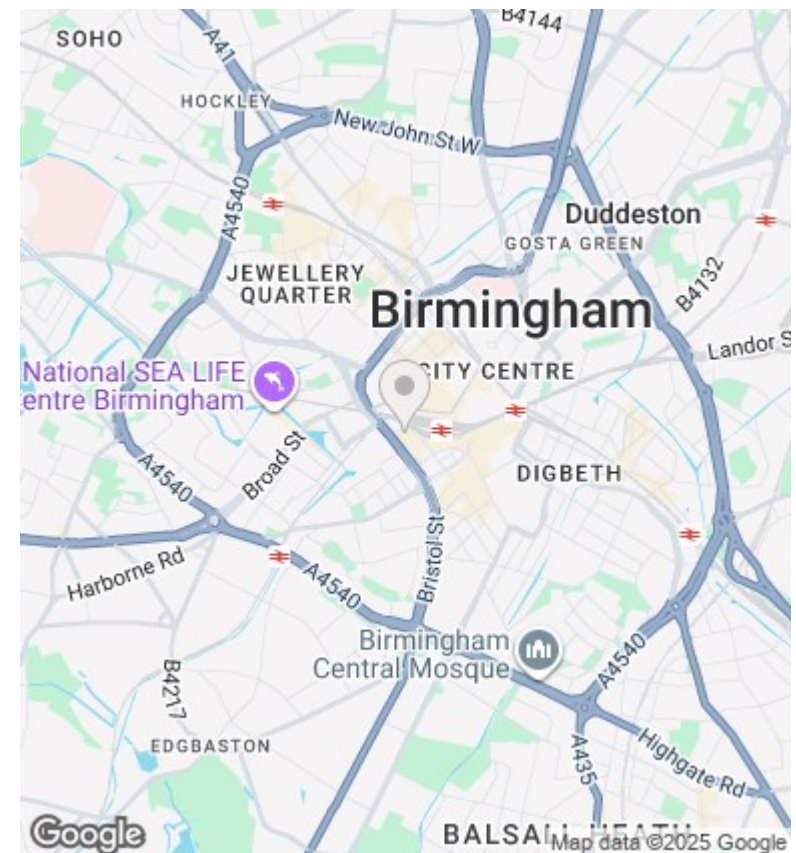 B4144
SOHO
A41
HOCKLEY
New John St W
Duddeston
GOSTA GREEN
A4540
B4132
JEWELLERY
QUARTER
Birmingham
Landor S
National SEA LIFE
entre Birmingham
CITY CENTRE
Broad St
DIGBETH
A4540
Bristol St
Harborne Rd
A4540
Birmingham
Central Mosque
A4540
B4217
EDGBASTON
A435
Highgate Rd
BALSALL HEATH
Google
Map data ©2025 Google